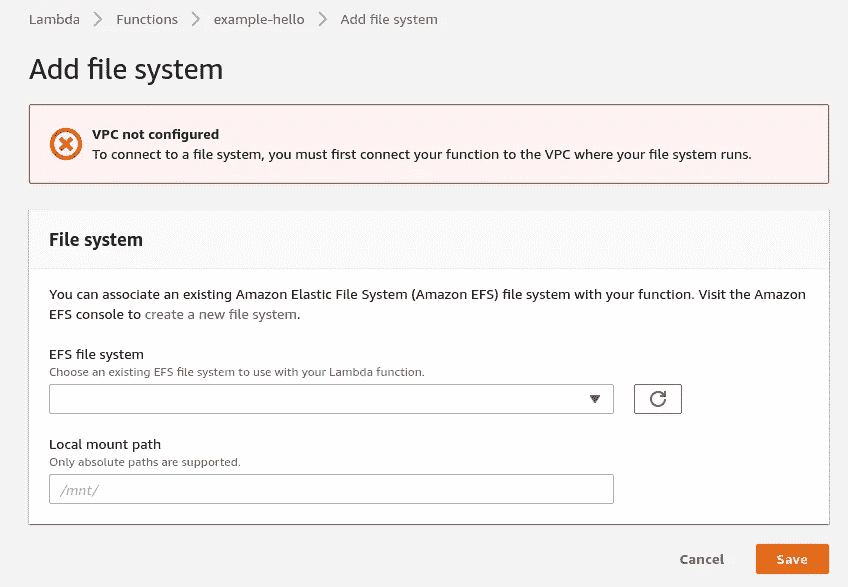 Lambda > Functions > example-hello > Add file system
Add file system
VPC not configured
To connect to a file system, you must first connect your function to the VPC where your file system runs.
File system
You can associate an existing Amazon Elastic File System (Amazon EFS) file system with your function. Visit the Amazon
EFS console to create a new file system.
EFS file system
Choose an existing EFS file system to use with your Lambda function.
Local mount path
Only absolute paths are supported.
/mnt/
Cancel Save